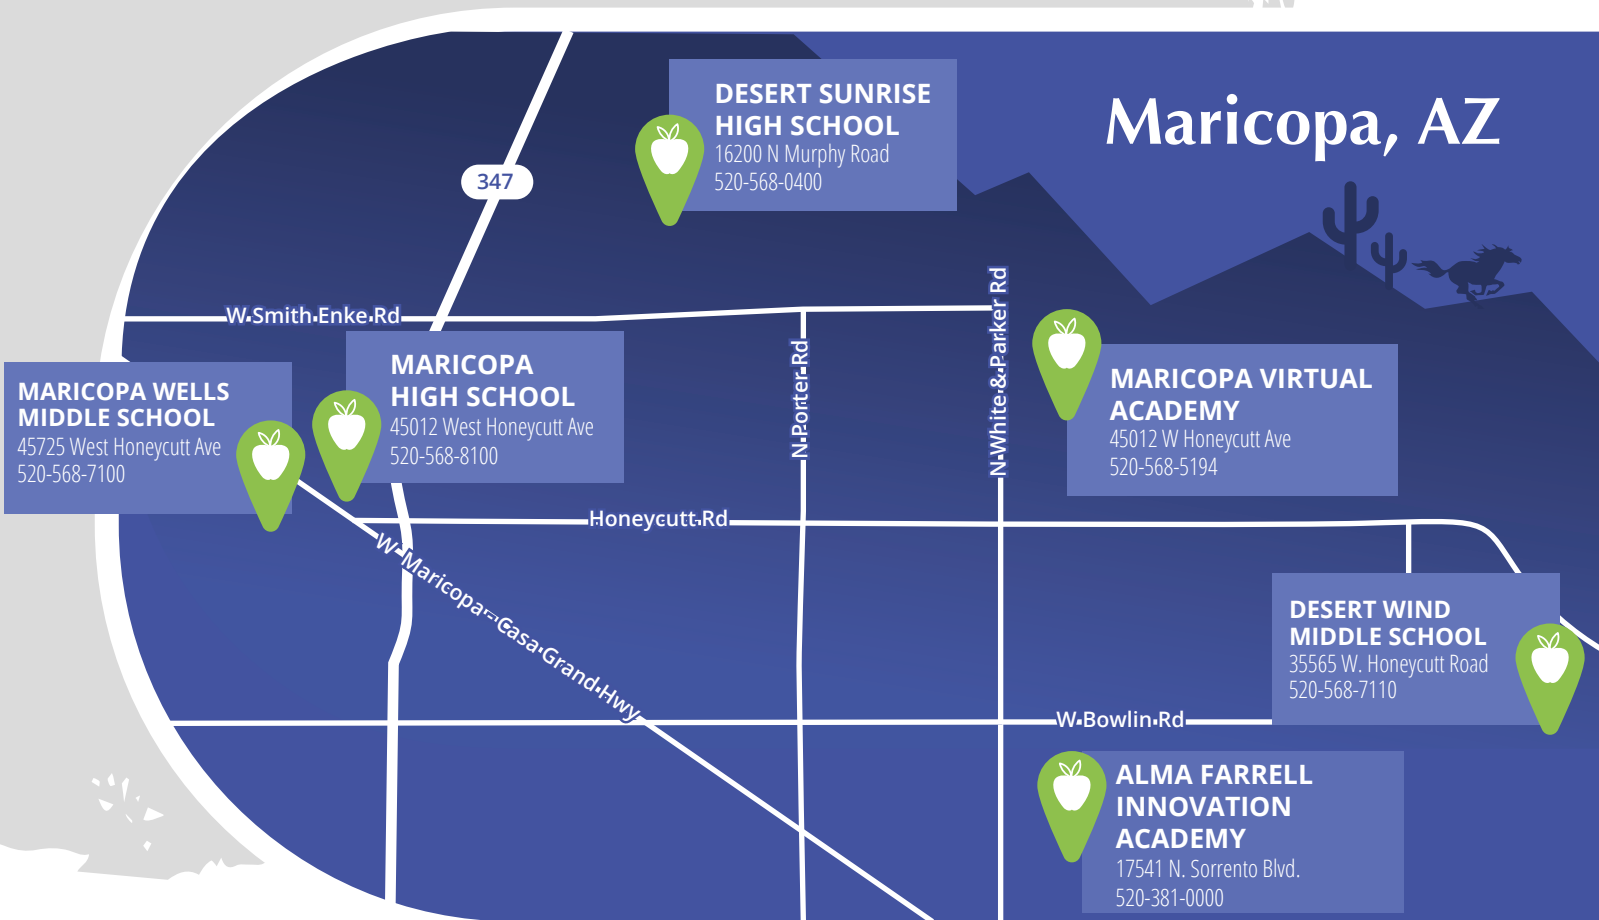 Maricopa, AZ
DESERT SUNRISE
HIGH SCHOOL
16200 N Murphy Road
520-568-0400
347
W Smith Enke Rd
N White & Parker Rd
N Porter Rd
MARICOPA WELLS
MIDDLE SCHOOL
45725 West Honeycutt Ave
520-568-7100
MARICOPA
HIGH SCHOOL
45012 West Honeycutt Ave
520-568-8100
MARICOPA VIRTUAL
ACADEMY
45012 W Honeycutt Ave
520-568-5194
Honeycutt Rd
W Maricopa - Casa Grand Hwy
DESERT WIND
MIDDLE SCHOOL
35565 W. Honeycutt Road
520-568-7110
W Bowlin Rd
ALMA FARRELL
INNOVATION
ACADEMY
17541 N. Sorrento Blvd.
520-381-0000